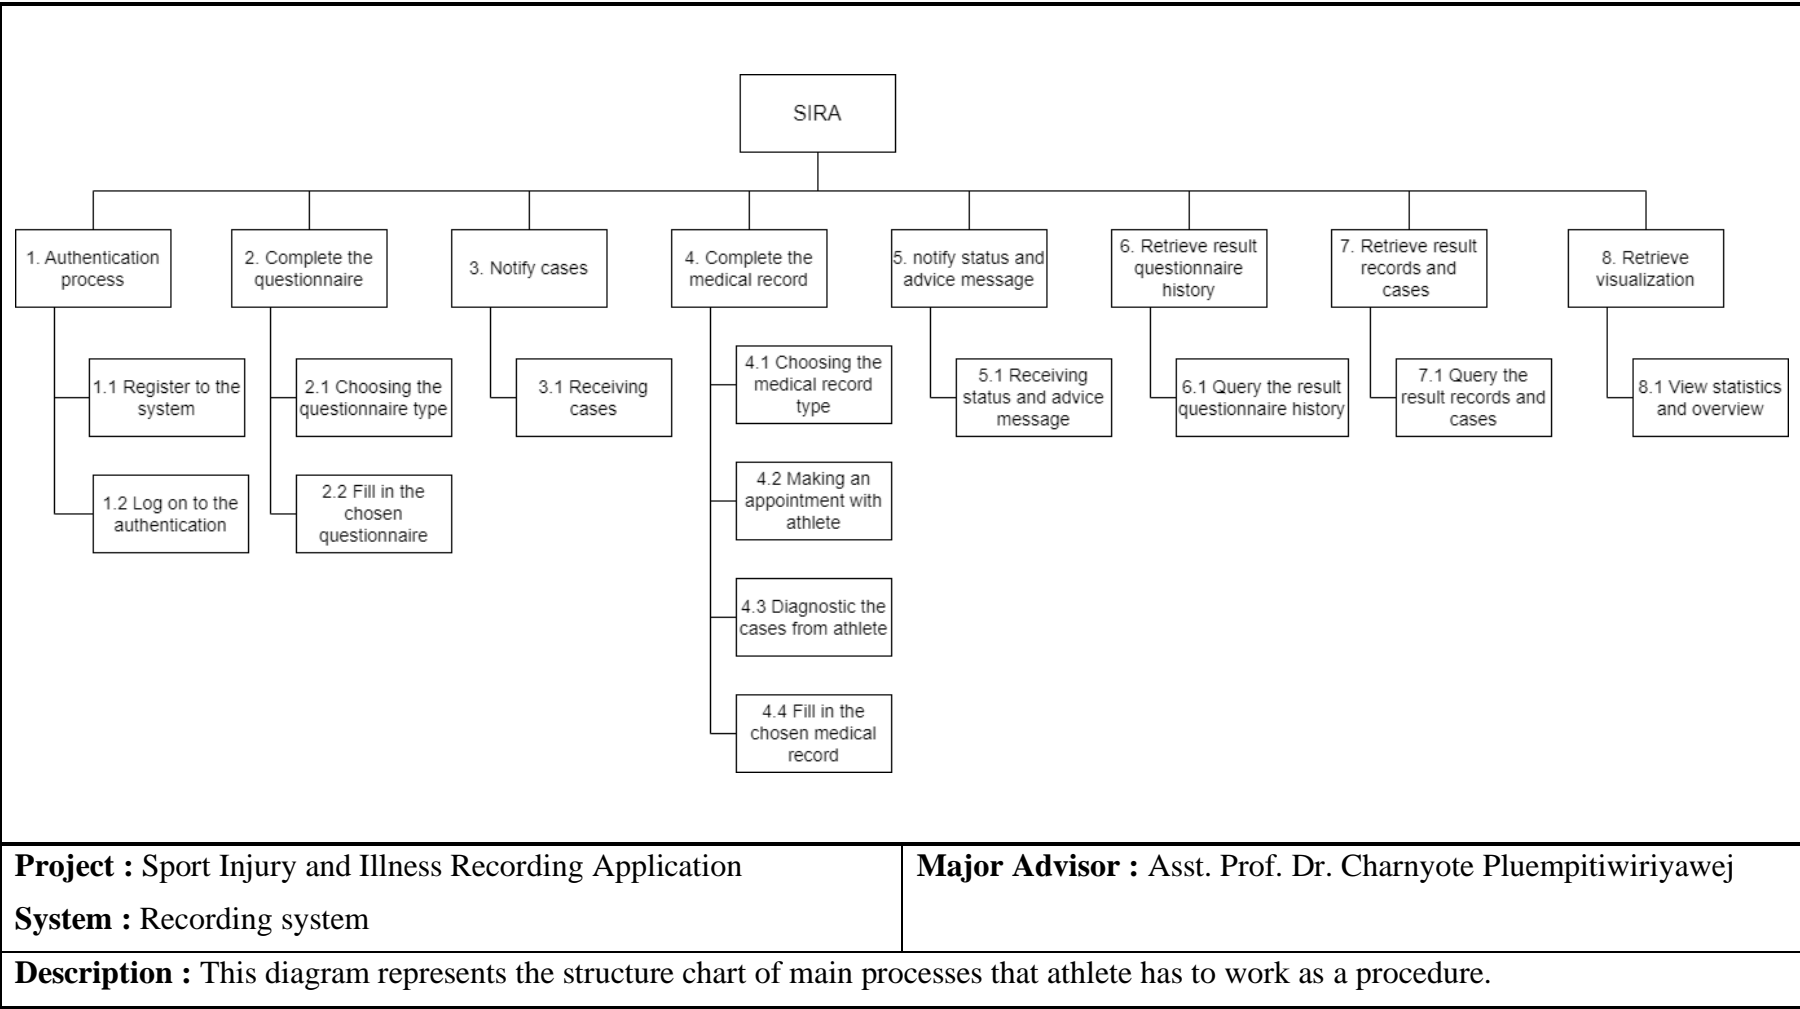 SIRA
1. Authentication
process
2. Complete the
questionnaire
3. Notify cases
4. Complete the
medical record
5. notify status and
advice message
6. Retrieve result
questionnaire
history
7. Retrieve result
records and
cases
8. Retrieve
visualization
1.1 Register to the
system
1.2 Log on to the
authentication
2.1 Choosing the
questionnaire type
2.2 Fill in the
chosen
questionnaire
3.1 Receiving
cases
4.1 Choosing the
medical record
type
4.2 Making an
appointment with
athlete
4.3 Diagnostic the
cases from athlete
4.4 Fill in the
chosen medical
record
5.1 Receiving
status and advice
message
6.1 Query the result
questionnaire history
7.1 Query the
result records and
cases
8.1 View statistics
and overview
Project : Sport Injury and Illness Recording Application
System : Recording system
Major Advisor : Asst. Prof. Dr. Charnyote Pluempitiwiriyawej
Description : This diagram represents the structure chart of main processes that athlete has to work as a procedure.